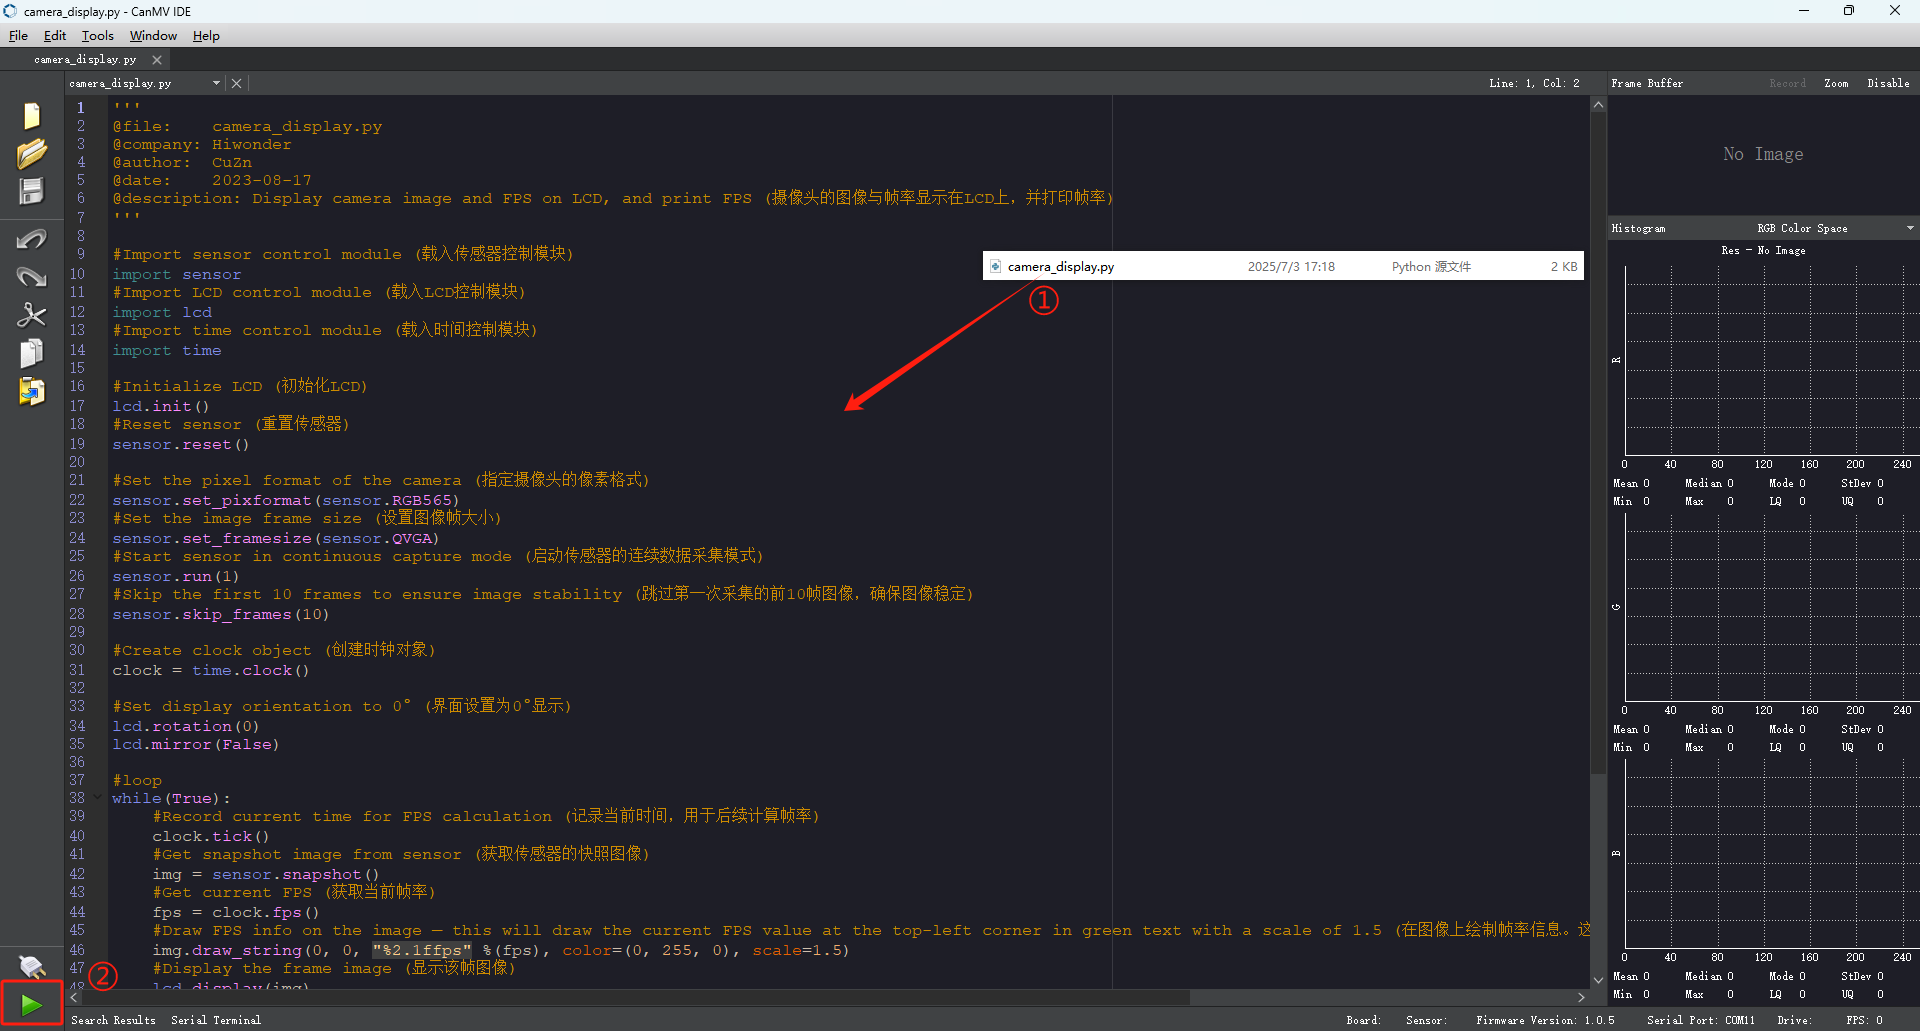 camera_display.py - CanMV IDE
File Edit Tools Window Help
camera_display.py
camera_display.py
Line: 1, Col: 2
1 '''
2 @file: camera_display.py
3 @company: Hiwonder
4 @author: CuZn
5 @date: 2023-08-17
6 @description: Display camera image and FPS on LCD, and print FPS (摄像头的图像与帧率显示在LCD上，并打印帧率)
7 '''
8
9 #Import sensor control module (载入传感器控制模块)
10 import sensor
11 #Import LCD control module (载入LCD控制模块)
12 import lcd
13 #Import time control module (载入时间控制模块)
14 import time
15
16 #Initialize LCD (初始化LCD)
17 lcd.init()
18 #Reset sensor (重置传感器)
19 sensor.reset()
20
21 #Set the pixel format of the camera (指定摄像头的像素格式)
22 sensor.set_pixformat(sensor.RGB565)
23 #Set the image frame size (设置图像帧大小)
24 sensor.set_framesize(sensor.QVGA)
25 #Start sensor in continuous capture mode (启动传感器的连续数据采集模式)
26 sensor.run(1)
27 #Skip the first 10 frames to ensure image stability (跳过第一次采集的前10帧图像，确保图像稳定)
28 sensor.skip_frames(10)
29
30 #Create clock object (创建时钟对象)
31 clock = time.clock()
32
33 #Set display orientation to 0° (界面设置为0°显示)
34 lcd.rotation(0)
35 lcd.mirror(False)
36
37 #loop
38 while(True):
39 #Record current time for FPS calculation (记录当前时间，用于后续计算帧率)
40 clock.tick()
41 #Get snapshot image from sensor (获取传感器的快照图像)
42 img = sensor.snapshot()
43 #Get current FPS (获取当前帧率)
44 fps = clock.fps()
45 #Draw FPS info on the image — this will draw the current FPS value at the top-left corner in green text with a scale of 1.5 (在图像上绘制帧率信息。这
46 img.draw_string(0, 0, "%2.1ffps" %(fps), color=(0, 255, 0), scale=1.5)
47 #Display the frame image (显示该帧图像)
48 lcd.display(img)
camera_display.py 2025/7/3 17:18 Python 源文件 2 KB
①
②
Frame Buffer Record Zoom Disable
No Image
Histogram RGB Color Space
Res - No Image
R
0 40 80 120 160 200 240
Mean 0 Median 0 Mode 0 StDev 0
Min 0 Max 0 LQ 0 UQ 0
G
0 40 80 120 160 200 240
Mean 0 Median 0 Mode 0 StDev 0
Min 0 Max 0 LQ 0 UQ 0
B
0 40 80 120 160 200 240
Mean 0 Median 0 Mode 0 StDev 0
Min 0 Max 0 LQ 0 UQ 0
Search Results Serial Terminal
Board: Sensor: Firmware Version: 1.0.5 Serial Port: COM11 Drive: FPS: 0